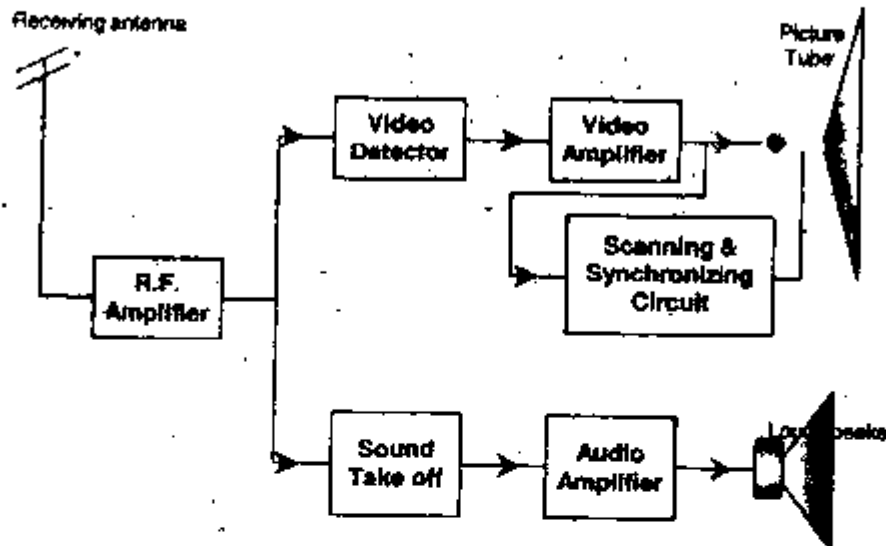 Receiving antenna
Picture
Tube
Video
Detector
Video
Amplifier
Scanning &
Synchronizing
Circuit
R.F.
Amplifier
Sound
Take off
Audio
Amplifier